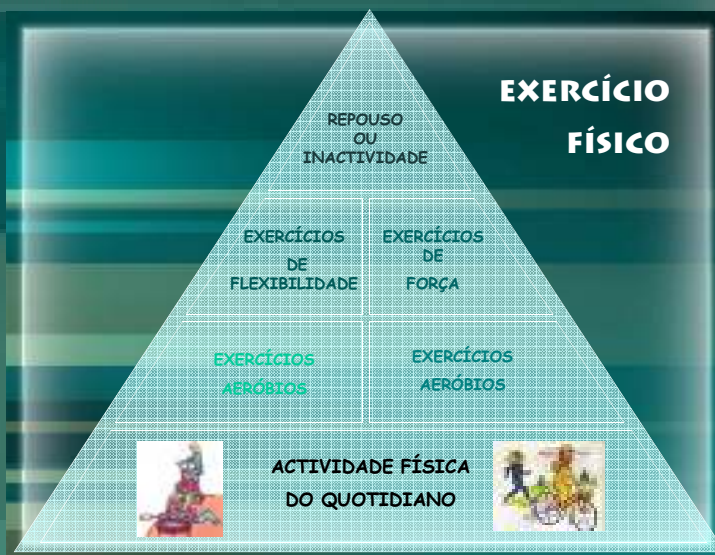 EXERCÍCIO
FÍSICO
REPOUSO
OU
INACTIVIDADE
EXERCÍCIOS
DE
FLEXIBILIDADE
EXERCÍCIOS
DE
FORÇA
EXERCÍCIOS
AERÓBIOS
EXERCÍCIOS
AERÓBIOS
ACTIVIDADE FÍSICA
DO QUOTIDIANO